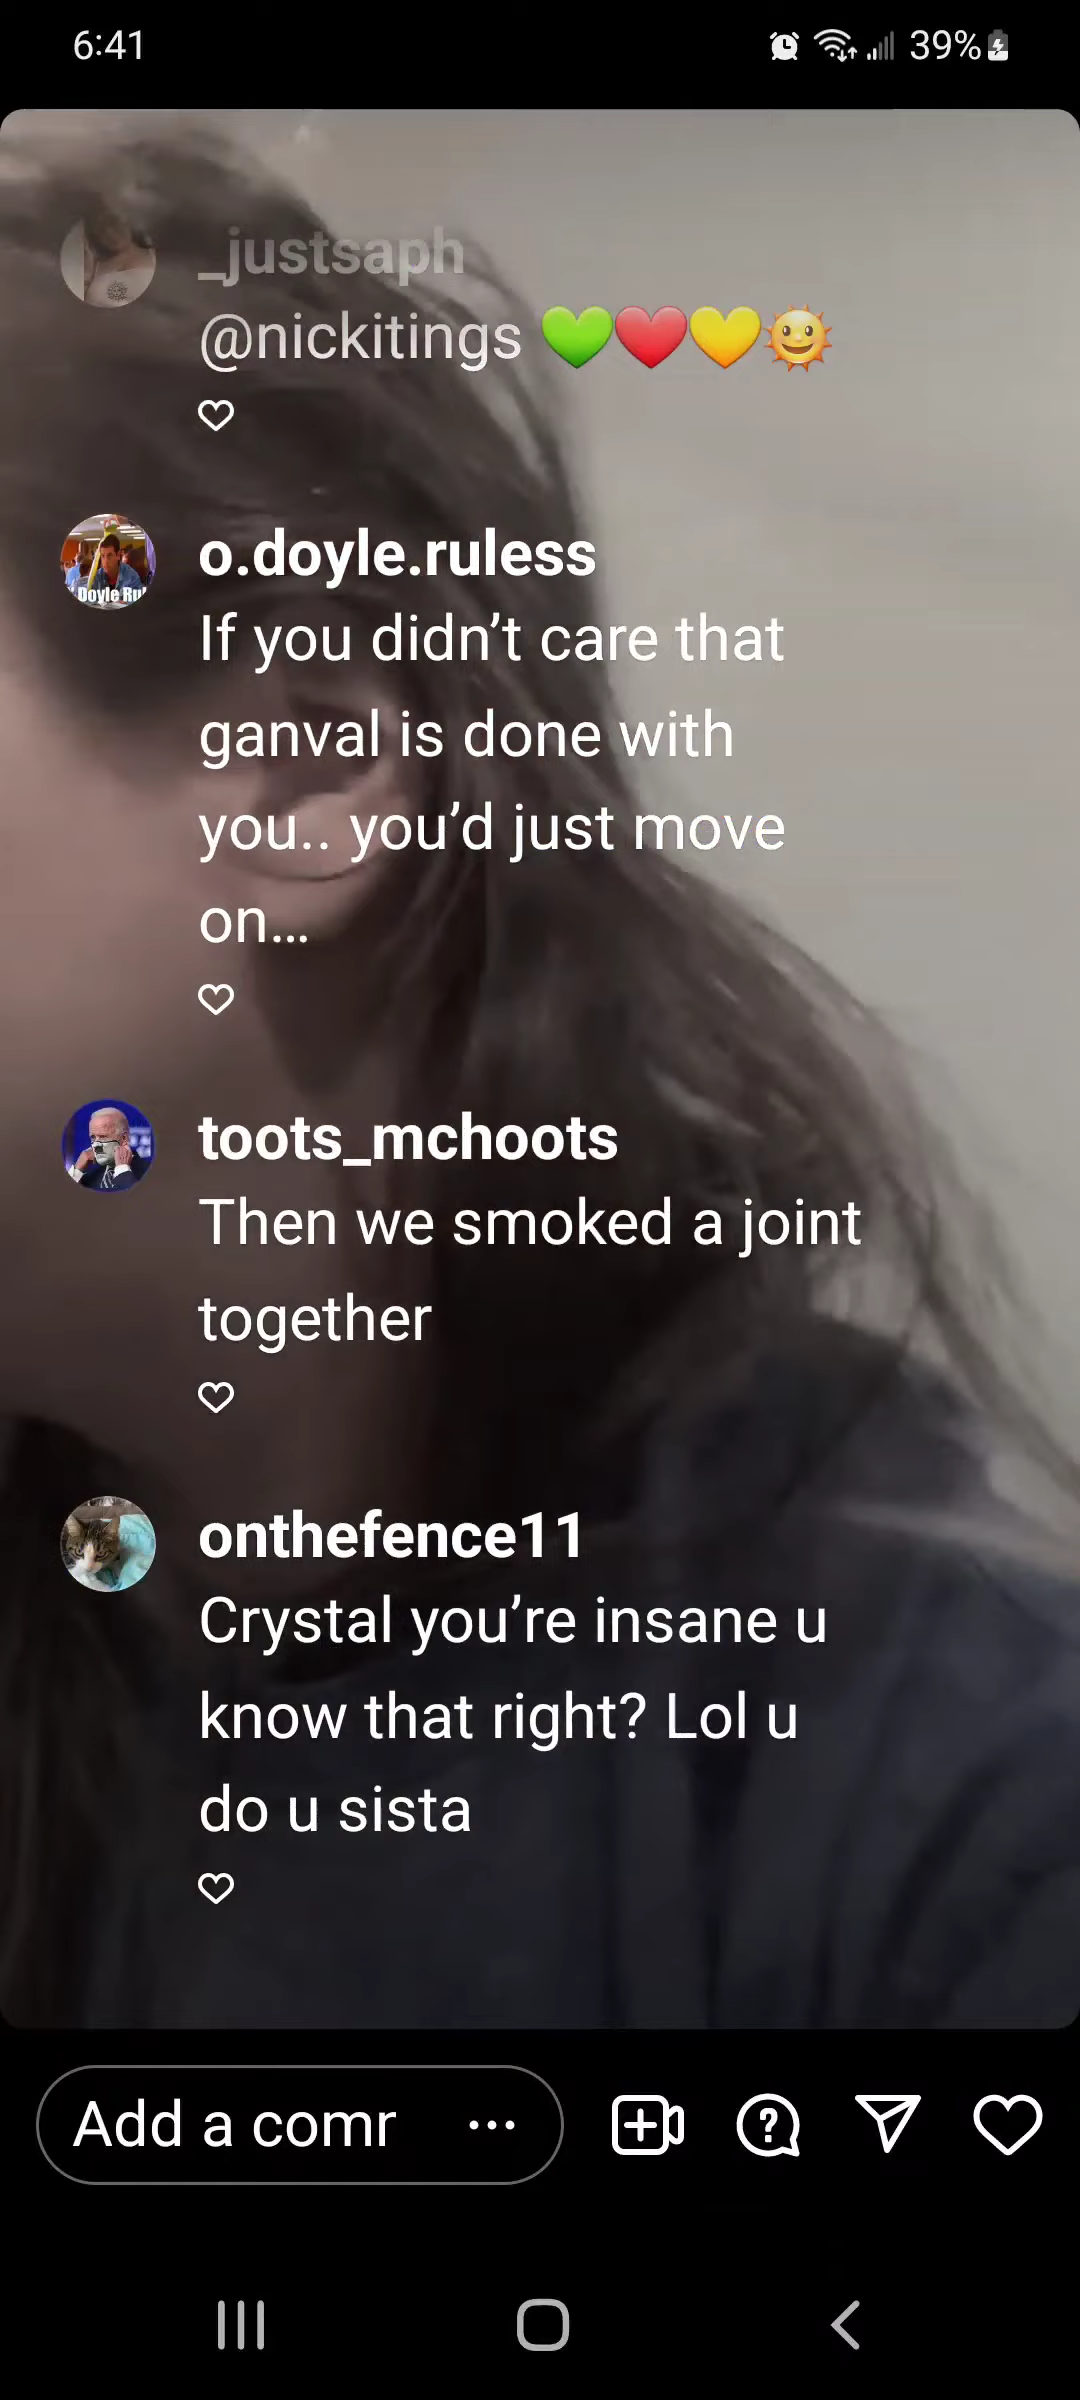 6:41
39%
_justsaph
@nickitings 💚❤️💛🌞
o.doyle.ruless
Doyle Ru
If you didn’t care that
ganval is done with
you.. you’d just move
on...
toots_mchoots
Then we smoked a joint
together
onthefence11
Crystal you’re insane u
know that right? Lol u
do u sista
Add a comr